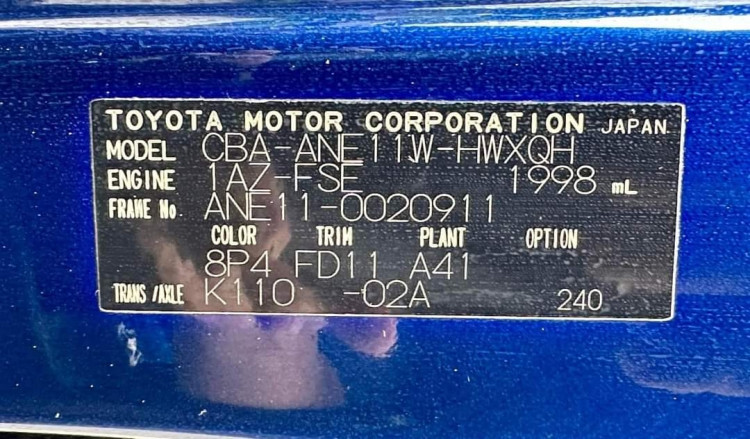 TOYOTA MOTOR CORPORATION JAPAN
MODEL CBA-ANE11W-HWXQH
ENGINE 1AZ-FSE 1998 mL
FRAME No. ANE11-0020911
COLOR TRIM PLANT OPTION
8P4 FD11 A41
TRANS/AXLE K110 -02A 240